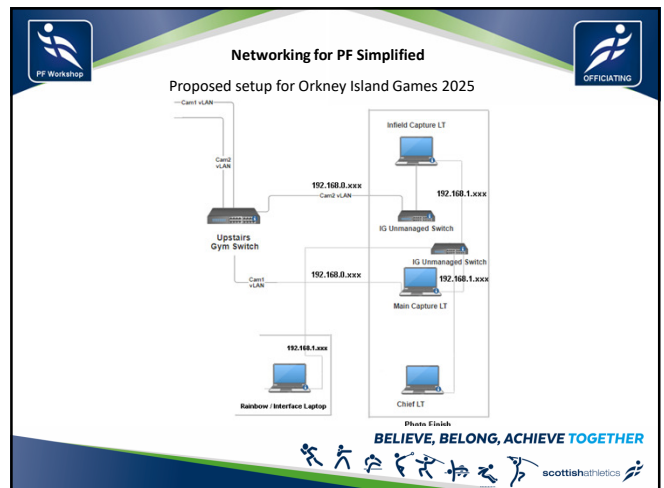 PF Workshop
OFFICIATING
Networking for PF Simplified
Proposed setup for Orkney Island Games 2025
Cam1 vLAN
Cam2
vLAN
Upstairs
Gym Switch
192.168.0.xxx
Cam2 vLAN
Infield Capture LT
192.168.1.xxx
IG Unmanaged Switch
IG Unmanaged Switch
Cam1
vLAN
192.168.0.xxx
192.168.1.xxx
Main Capture LT
192.168.1.xxx
Rainbow / Interface Laptop
Chief LT
Photo Finish
BELIEVE, BELONG, ACHIEVE TOGETHER
scottishathletics